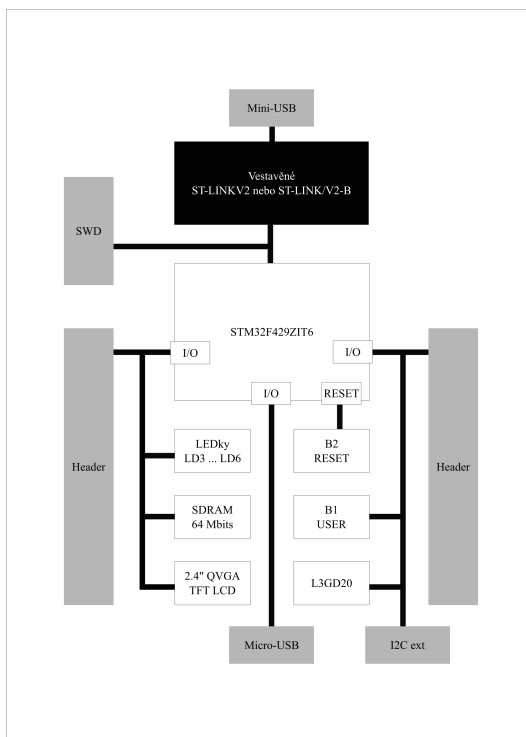 Mini-USB
Vestavěné
ST-LINKV2 nebo ST-LINK/V2-B
SWD
STM32F429ZIT6
I/O
I/O
I/O
RESET
Header
LEDky
LD3 ... LD6
B2
RESET
Header
SDRAM
64 Mbits
B1
USER
2.4" QVGA
TFT LCD
L3GD20
Micro-USB
I2C ext